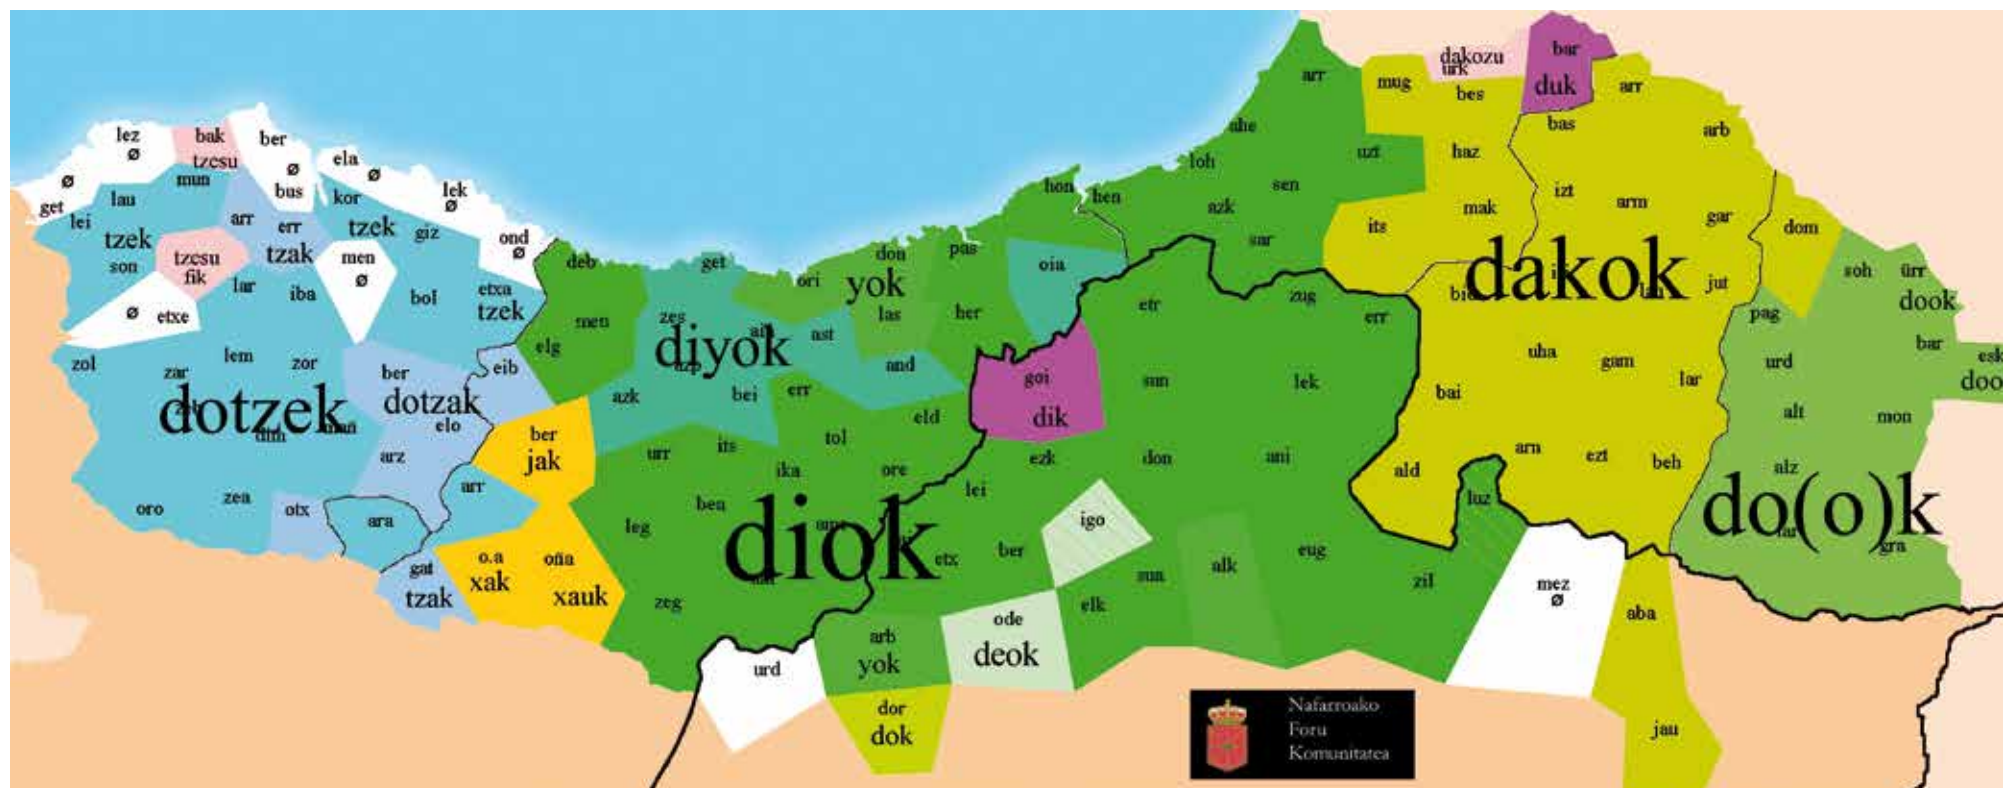 lez
Ø
bak
tzesu
ber
Ø
bus
ela
Ø
lek
Ø
ond
Ø
Ø
get
lei
lau
mun
arr
err
tzak
kor
tzek
giz
tzek
son
tzesu
fik
men
Ø
lar
iba
bol
etxa
tzek
Ø
etxe
zol
zar
lem
zor
ber
dotzak
eib
elo
dotzek
arz
arr
oro
zea
otx
ara
gat
tzak
deb
men
elg
get
zes
diyok
ast
azk
bei
err
and
ori
don
yok
las
pas
her
hon
hen
oia
ber
jak
o.a
xak
oña
xauk
urr
its
tol
eld
ika
ore
ben
leg
diok
zeg
goi
dik
ezk
lei
etx
ber
igo
urd
arb
yok
ode
deok
dor
dok
elk
sua
alk
eug
zil
don
ani
sun
lek
etr
zug
err
arr
ahe
loh
sen
azk
sar
uzt
mug
dakozu
urk
bes
bar
duk
arr
bas
arb
haz
izt
arm
gar
mak
its
dakok
jut
uha
gam
lar
bai
arn
ezt
beh
ald
luz
mez
Ø
aba
jau
dom
soh
ürr
dook
pag
bar
urd
esk
doo
alt
mon
alz
do(o)k
gra
Nafarroako
Foru
Komunitatea